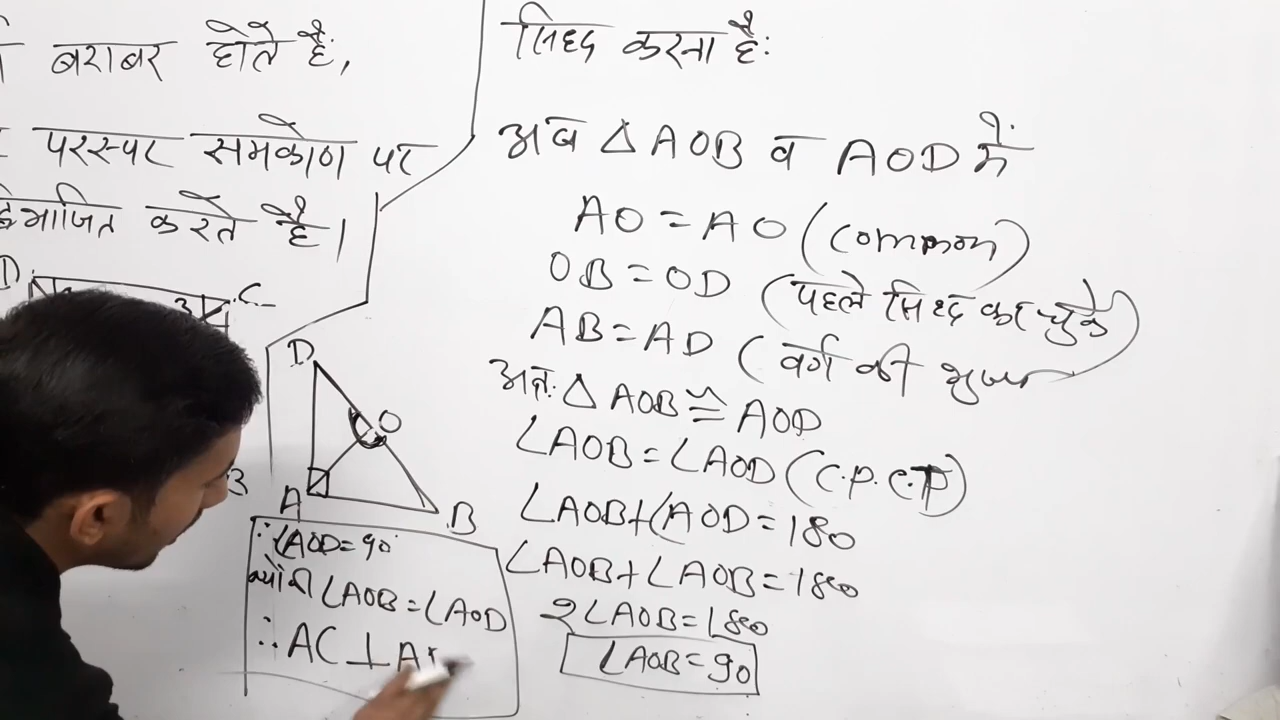 बराबर होते हैं,
परस्पर समकोण पर
द्विभाजित करते है।
D
C
3
D
O
A
B
3
∵ ∠AOD = 90°
क्योंकि ∠AOB = ∠AOD
∴ AC ⊥
सिध्द करना है:
अब △ AOB व AOD में
AO = AO (common)
OB = OD (पहले सिध्द कर चुके)
AB = AD (वर्ग की भुजा
अतः △ AOB ≅ AOD
∠AOB = ∠AOD (C.P.C.T)
∠AOB + ∠AOD = 180
∠AOB + ∠AOB = 180
2∠AOB = 180
∠AOB = 90